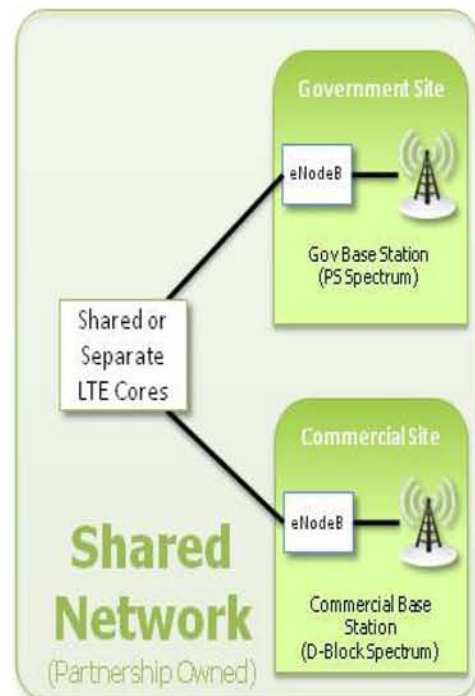 Government Site
eNodeB
Gov Base Station
(PS Spectrum)
Shared or
Separate
LTE Cores
Commercial Site
eNodeB
Commercial Base
Station
(D-Block Spectrum)
Shared
Network
(Partnership Owned)